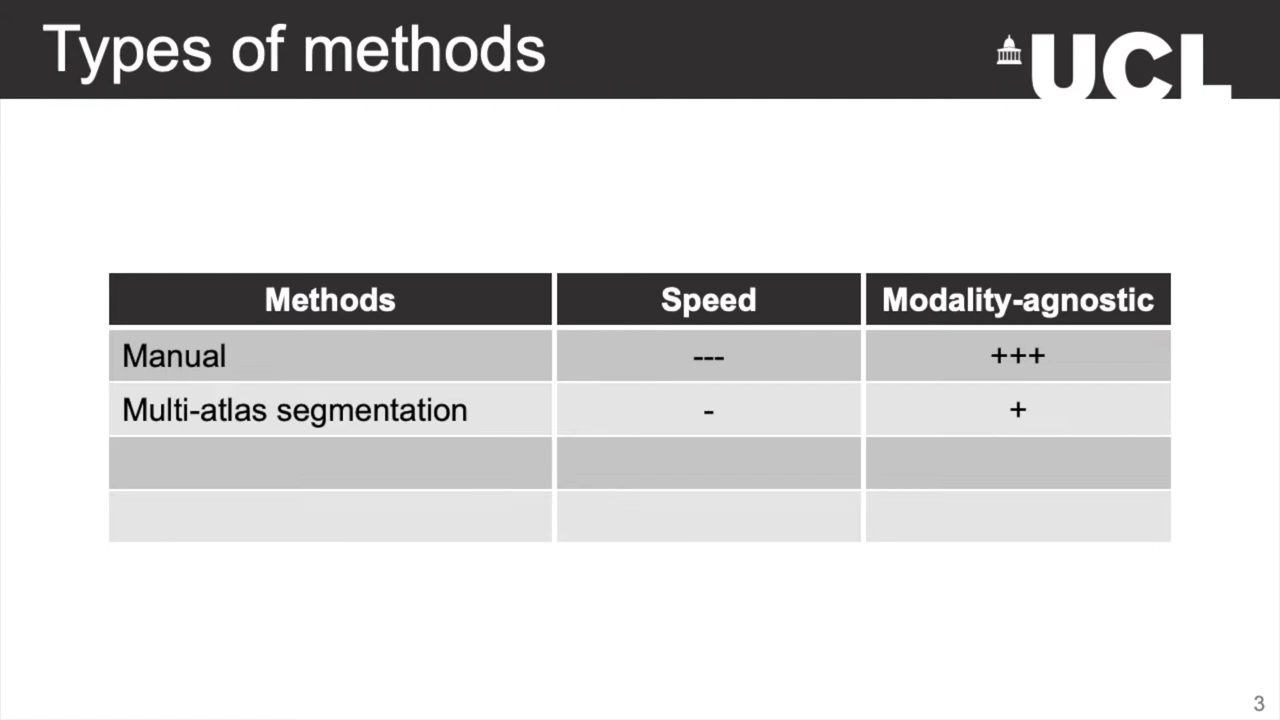 Types of methods
UCL
Methods Speed Modality-agnostic
Manual --- +++
Multi-atlas segmentation - +
3